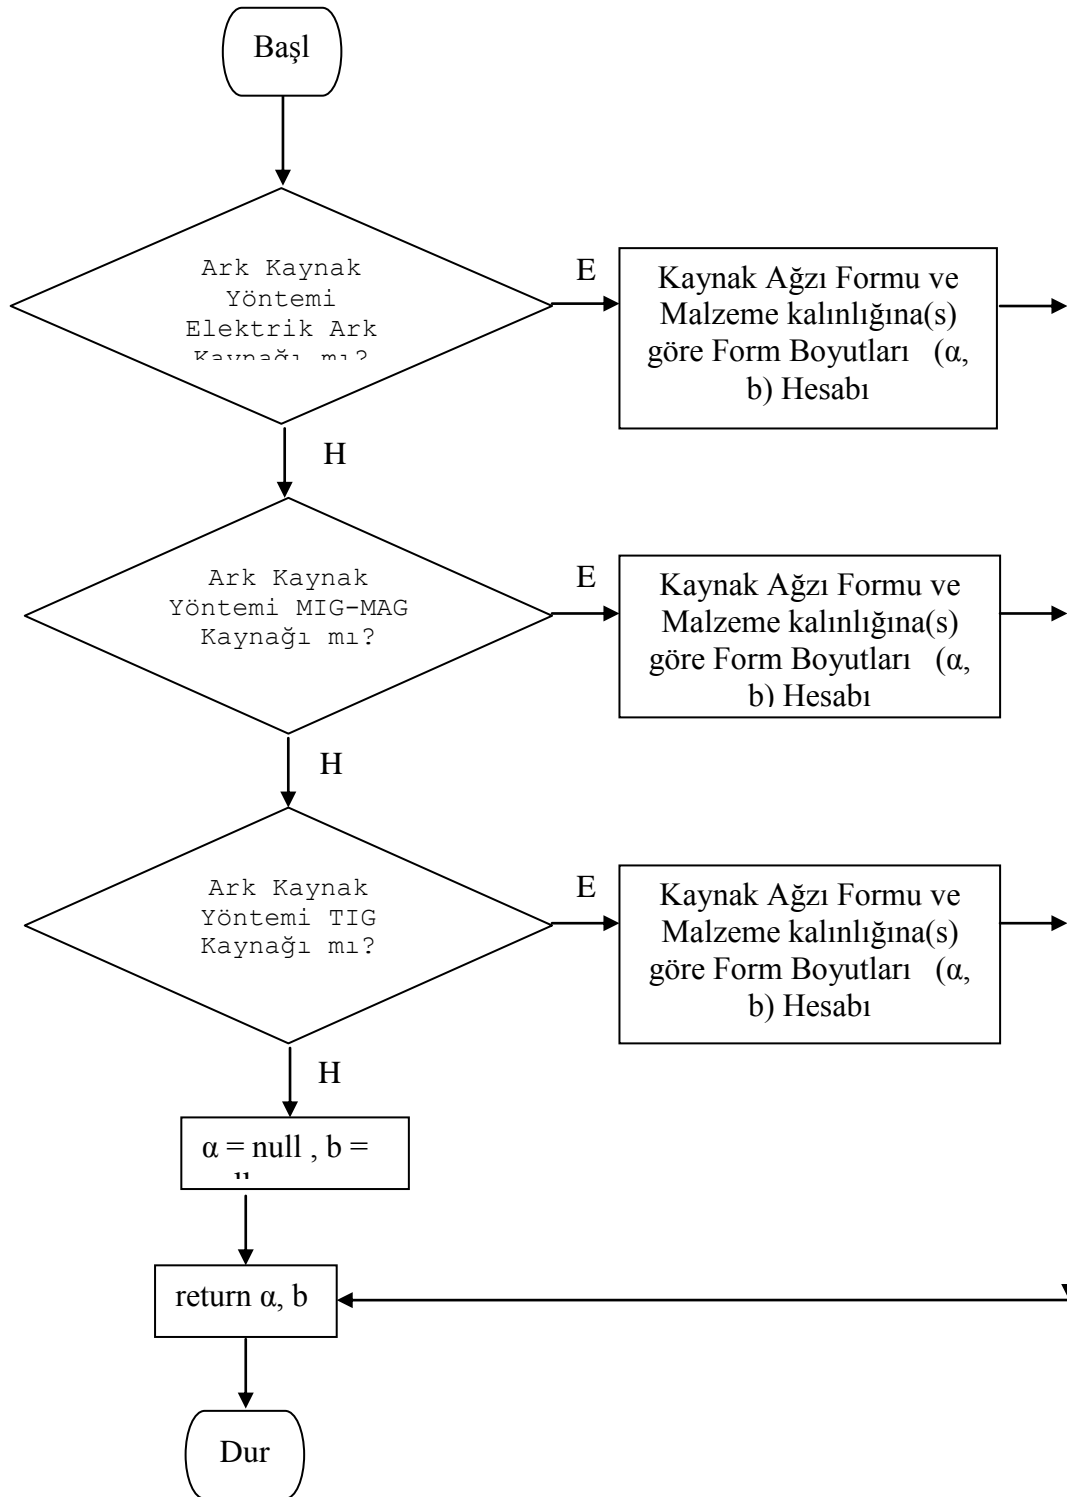 Başl
Ark Kaynak
Yöntemi
Elektrik Ark
Kaynağı mı?
E
Kaynak Ağzı Formu ve
Malzeme kalınlığına(s)
göre Form Boyutları (α,
b) Hesabı
H
Ark Kaynak
Yöntemi MIG-MAG
Kaynağı mı?
E
Kaynak Ağzı Formu ve
Malzeme kalınlığına(s)
göre Form Boyutları (α,
b) Hesabı
H
Ark Kaynak
Yöntemi TIG
Kaynağı mı?
E
Kaynak Ağzı Formu ve
Malzeme kalınlığına(s)
göre Form Boyutları (α,
b) Hesabı
H
α = null , b =
return α, b
Dur